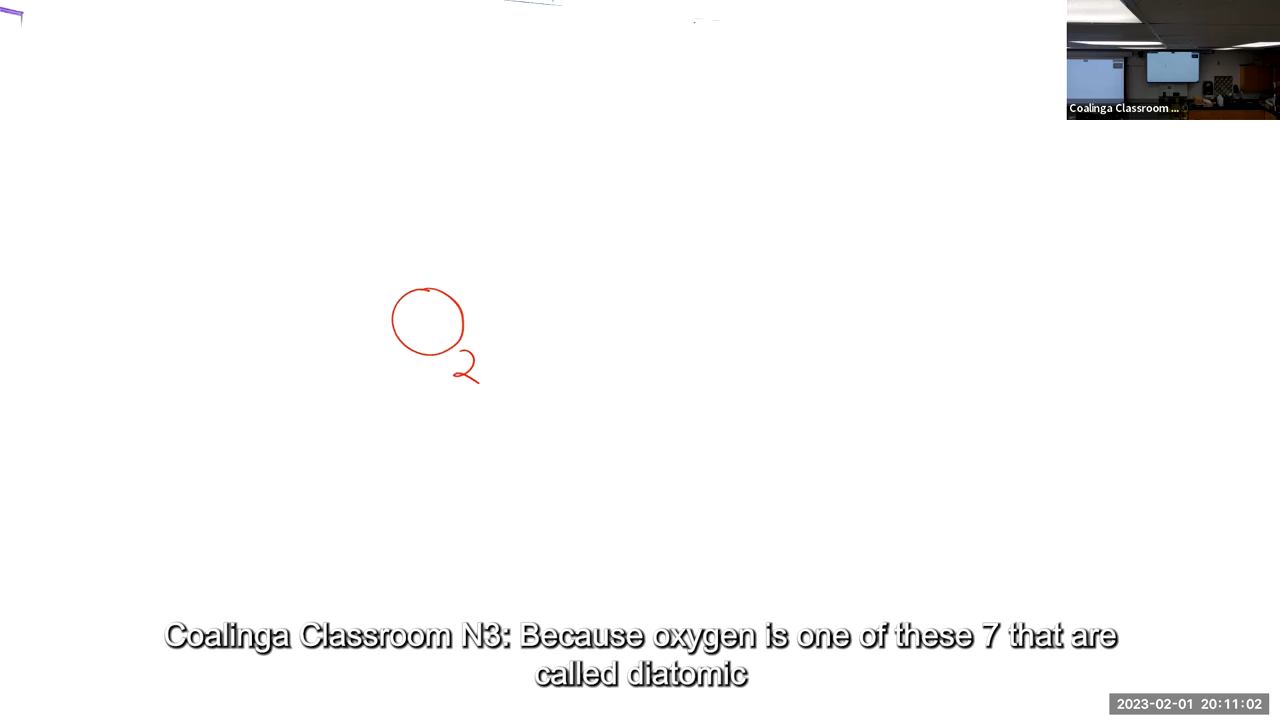 Coalinga Classroom ...
O2
Coalinga Classroom N3: Because oxygen is one of these 7 that are
called diatomic
2023-02-01 20:11:02